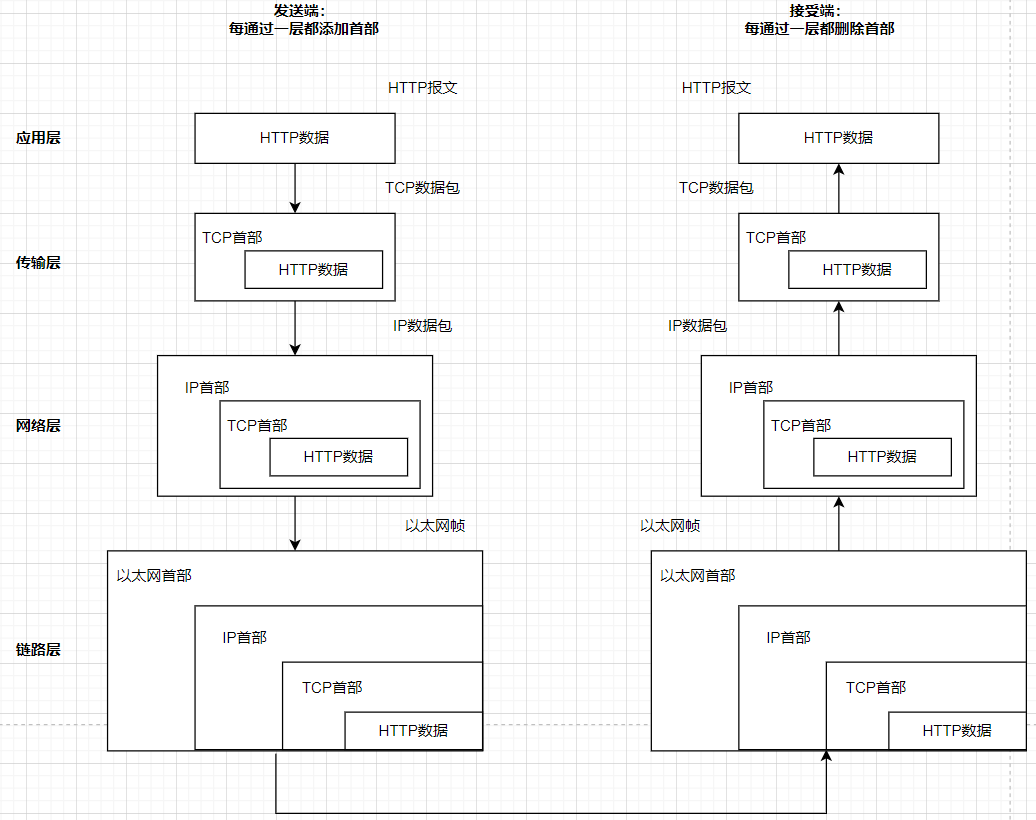 发送端：
每通过一层都添加首部
接受端：
每通过一层都删除首部
HTTP报文
HTTP报文
应用层
HTTP数据
HTTP数据
TCP数据包
TCP数据包
传输层
TCP首部
HTTP数据
TCP首部
HTTP数据
IP数据包
IP数据包
网络层
IP首部
TCP首部
HTTP数据
IP首部
TCP首部
HTTP数据
以太网帧
以太网帧
链路层
以太网首部
IP首部
TCP首部
HTTP数据
以太网首部
IP首部
TCP首部
HTTP数据